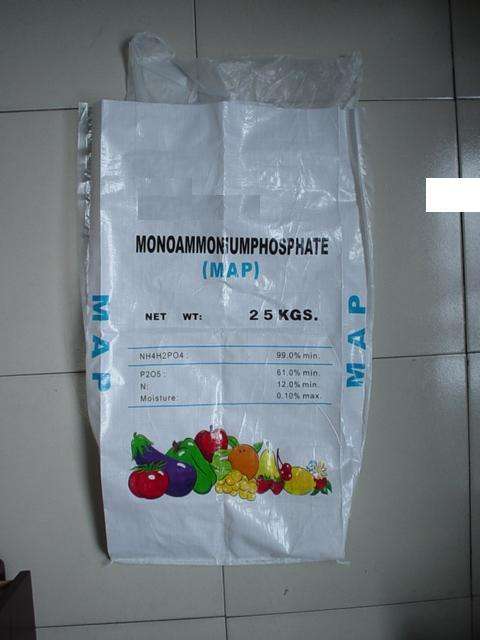 MONOAMMONIUMPHOSPHATE
(MAP)
NET WT: 25 KGS.
NH4H2PO4: 99.0% min.
P2O5: 61.0% min.
N: 12.0% min.
Moisture: 0.10% max.
MAP
MAP